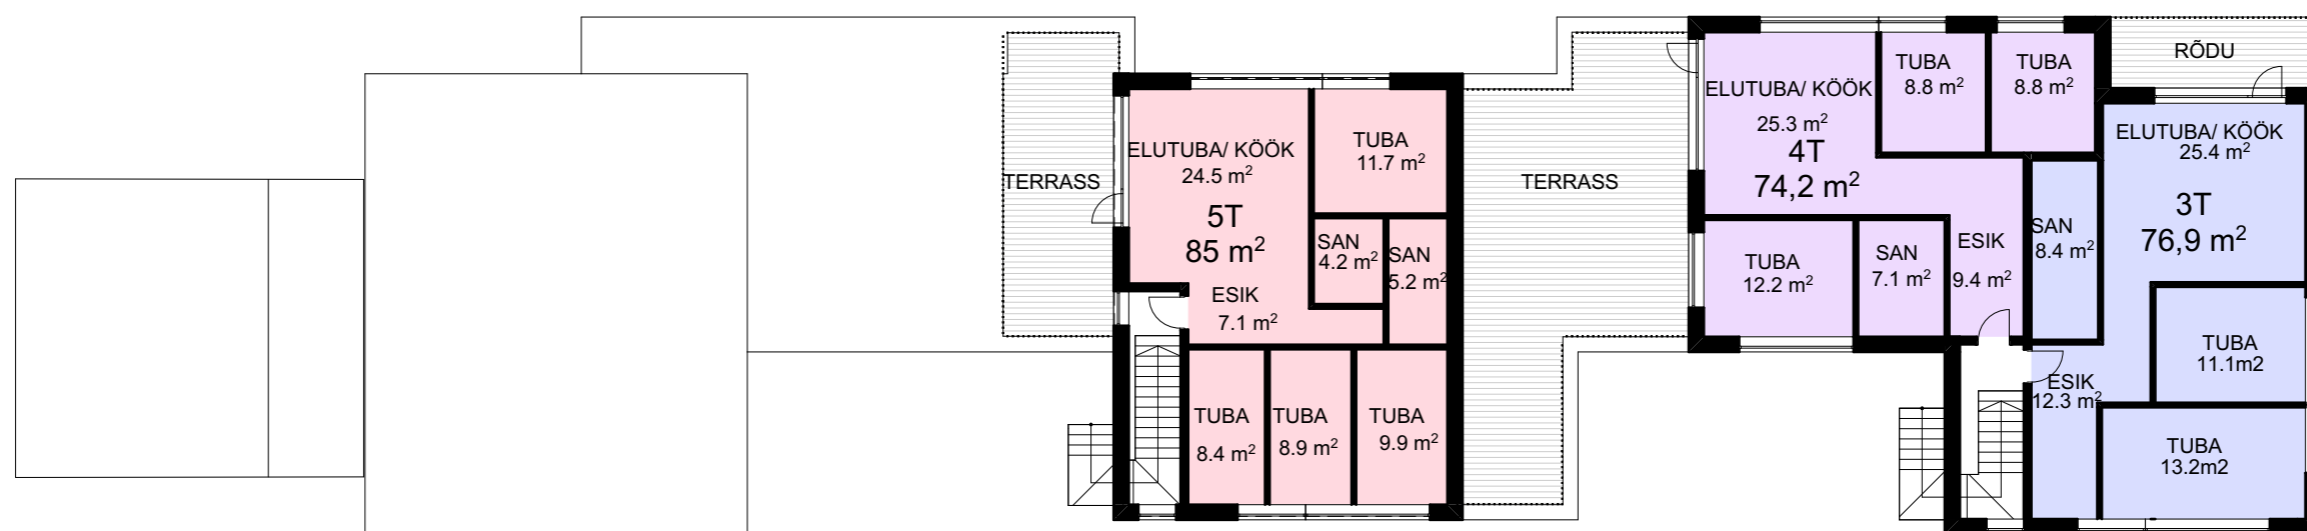 TERRASS
ELUTUBA/ KÖÖK
24.5 m²
5T
85 m²
TUBA
11.7 m²
SAN
4.2 m²
SAN
5.2 m²
ESIK
7.1 m²
TUBA
8.4 m²
TUBA
8.9 m²
TUBA
9.9 m²
TERRASS
ELUTUBA/ KÖÖK
25.3 m²
4T
74,2 m²
TUBA
8.8 m²
TUBA
8.8 m²
TUBA
12.2 m²
SAN
7.1 m²
ESIK
9.4 m²
RÕDU
ELUTUBA/ KÖÖK
25.4 m²
3T
76,9 m²
SAN
8.4 m²
TUBA
11.1m2
ESIK
12.3 m²
TUBA
13.2m2